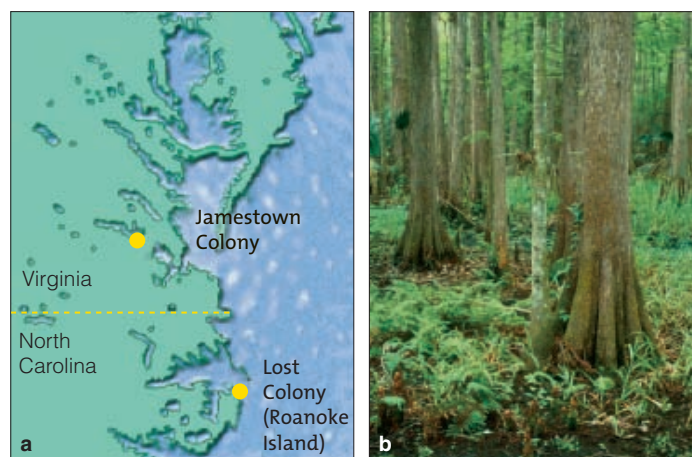 Jamestown
Colony
Virginia
North
Carolina
Lost
Colony
(Roanoke
Island)
a
b